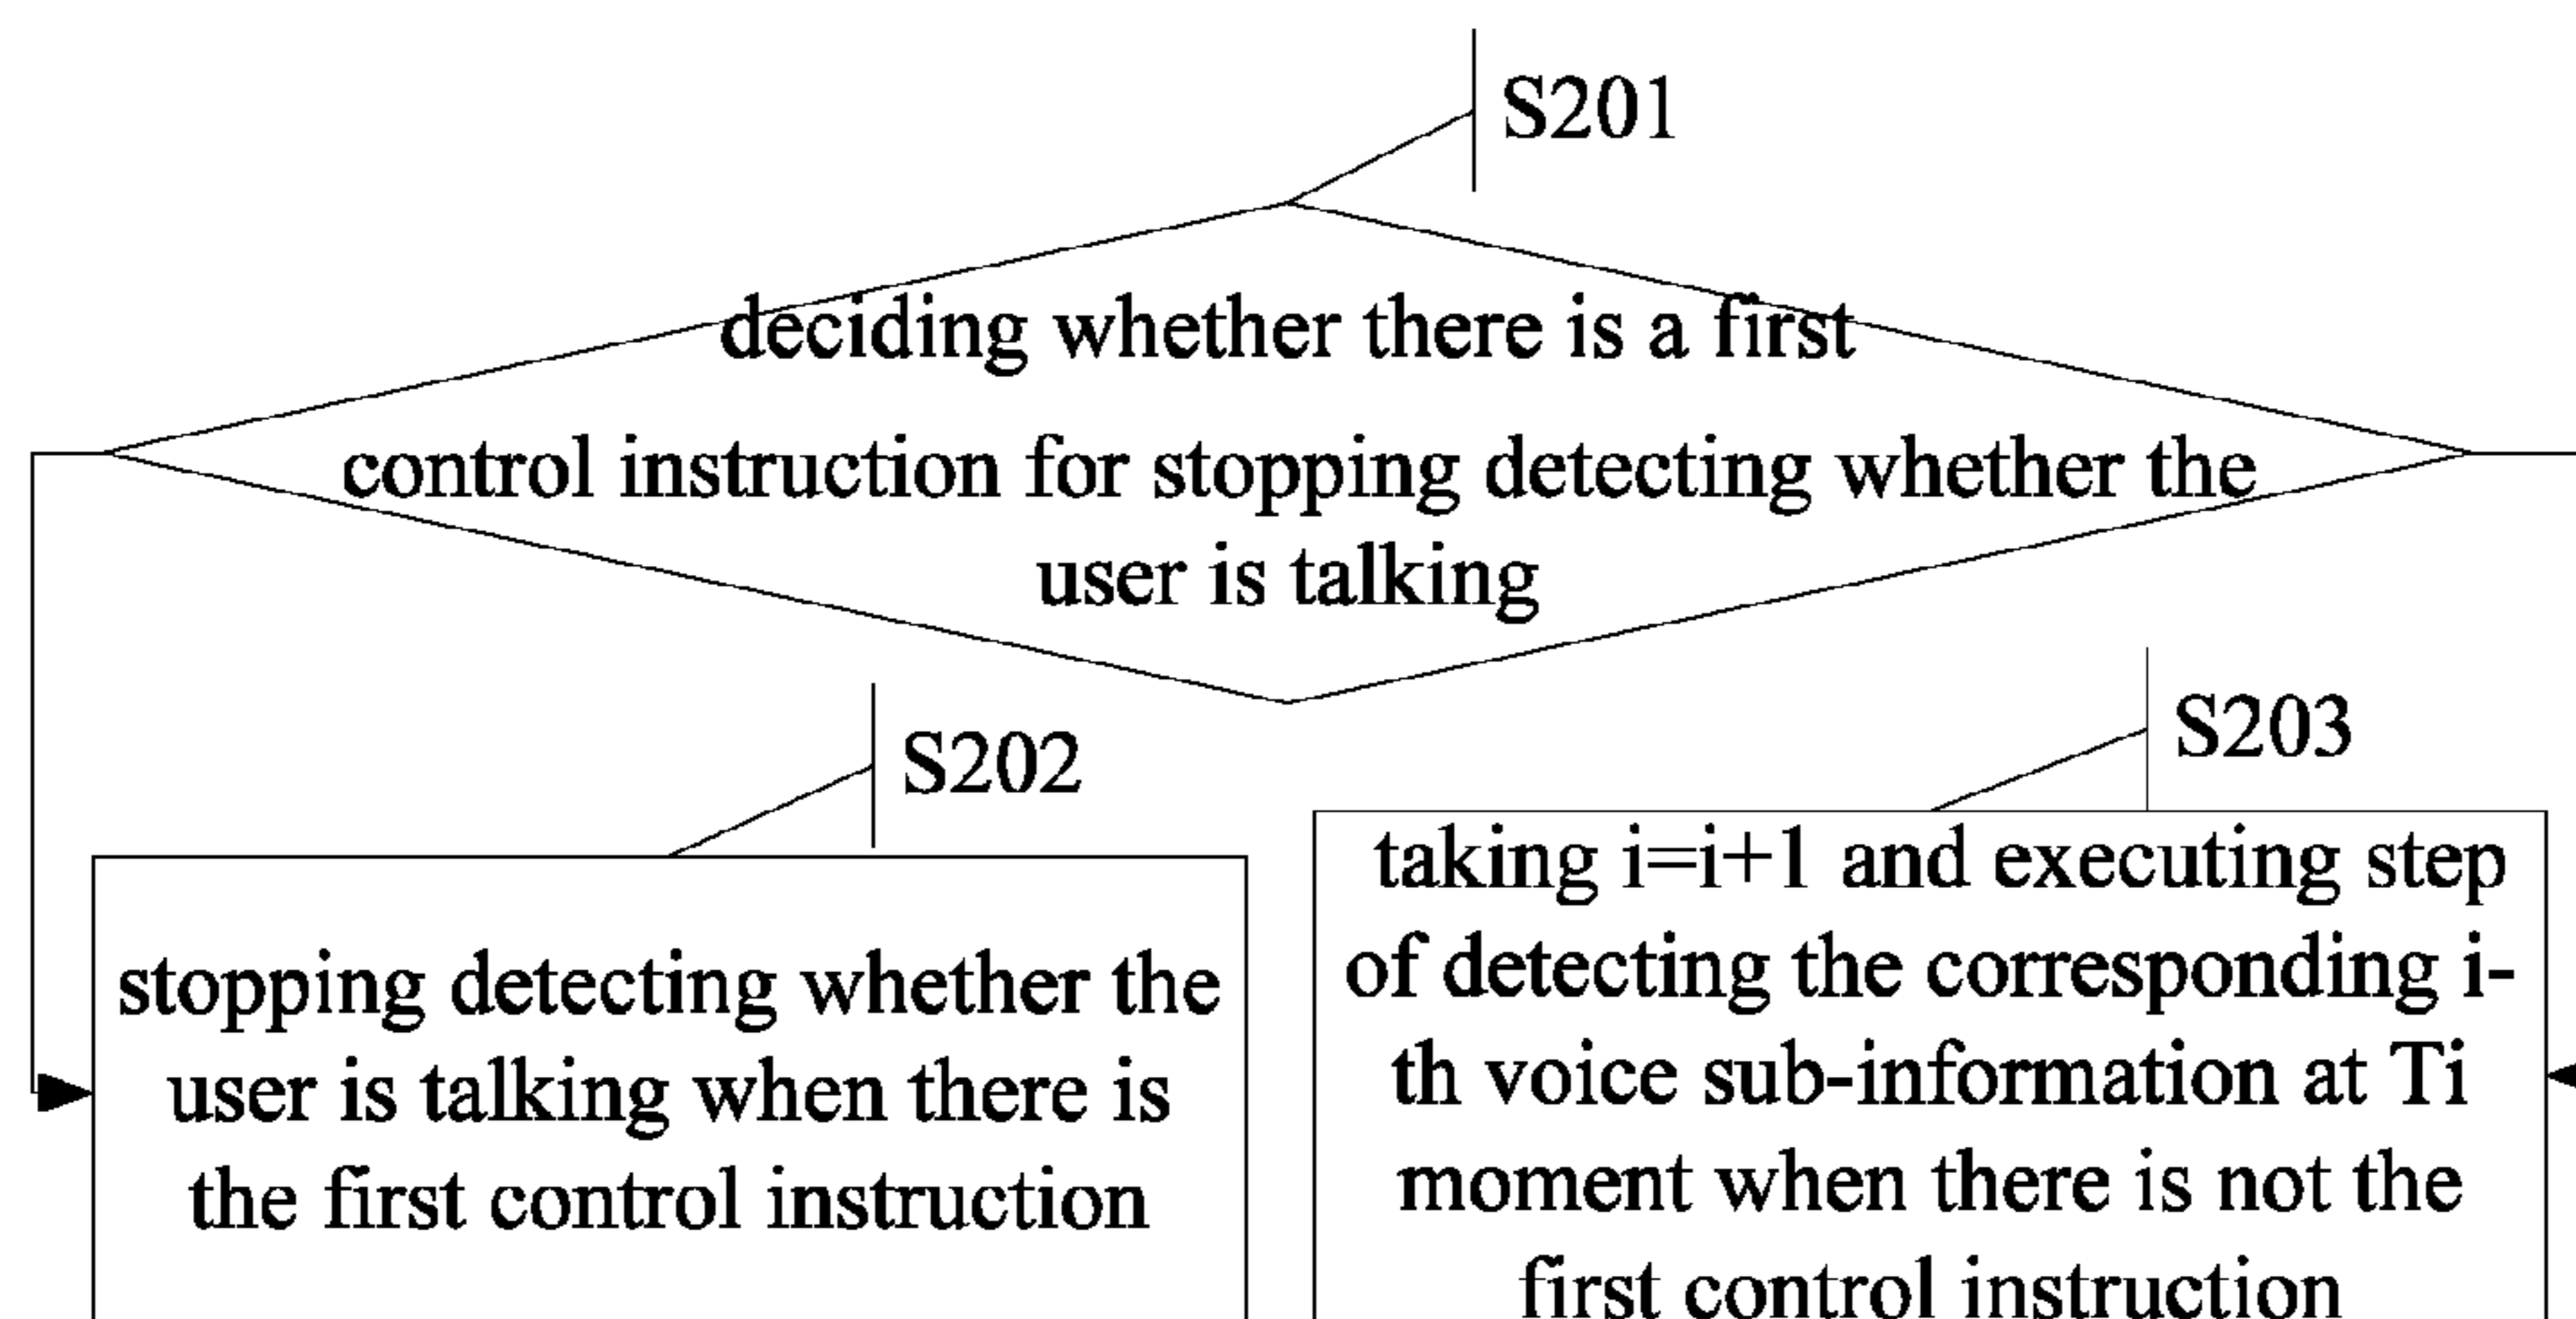 S201
deciding whether there is a first
control instruction for stopping detecting whether the
user is talking
S202
stopping detecting whether the
user is talking when there is
the first control instruction
S203
taking i=i+1 and executing step
of detecting the corresponding i-
th voice sub-information at Ti
moment when there is not the
first control instruction